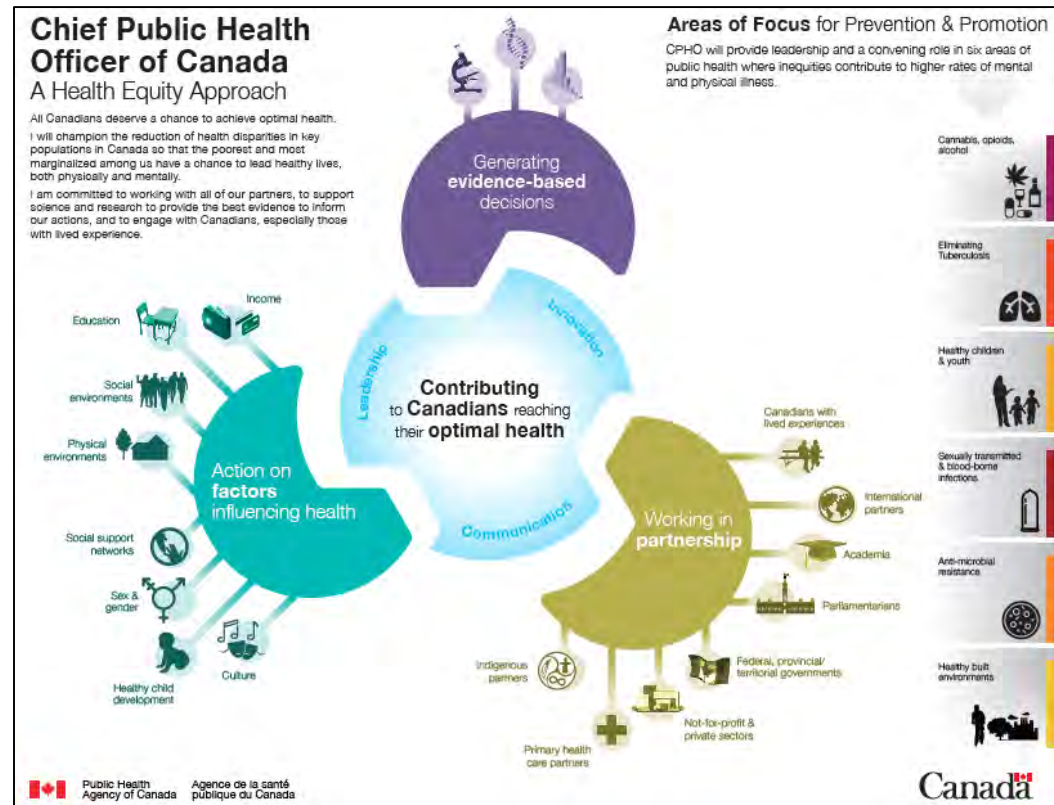 Chief Public Health
Officer of Canada
A Health Equity Approach
All Canadians deserve a chance to achieve optimal health.
I will champion the reduction of health disparities in key
populations in Canada so that the poorest and most
marginalized among us have a chance to lead healthy lives,
both physically and mentally.
I am committed to working with all of our partners, to support
science and research to provide the best evidence to inform
our actions, and to engage with Canadians, especially those
with lived experience.
Areas of Focus for Prevention & Promotion
CPHO will provide leadership and a convening role in six areas of
public health where inequities contribute to higher rates of mental
and physical illness.
Generating
evidence-based
decisions
Innovation
Leadership
Communication
Contributing
to Canadians reaching
their optimal health
Income
Education
Social
environments
Physical
environments
Action on
factors
influencing health
Social support
networks
Sex &
gender
Healthy child
development
Culture
Working in
partnership
Canadians with
lived experiences
International
partners
Academia
Parliamentarians
Federal, provincial/
territorial governments
Not-for-profit &
private sectors
Primary health
care partners
Indigenous
partners
Cannabis, opioids,
alcohol
Eliminating
Tuberculosis
Healthy children
& youth
Sexually transmitted
& blood-borne
infections
Anti-microbial
resistance
Healthy built
environments
Public Health
Agency of Canada
Agence de la santé
publique du Canada
Canada